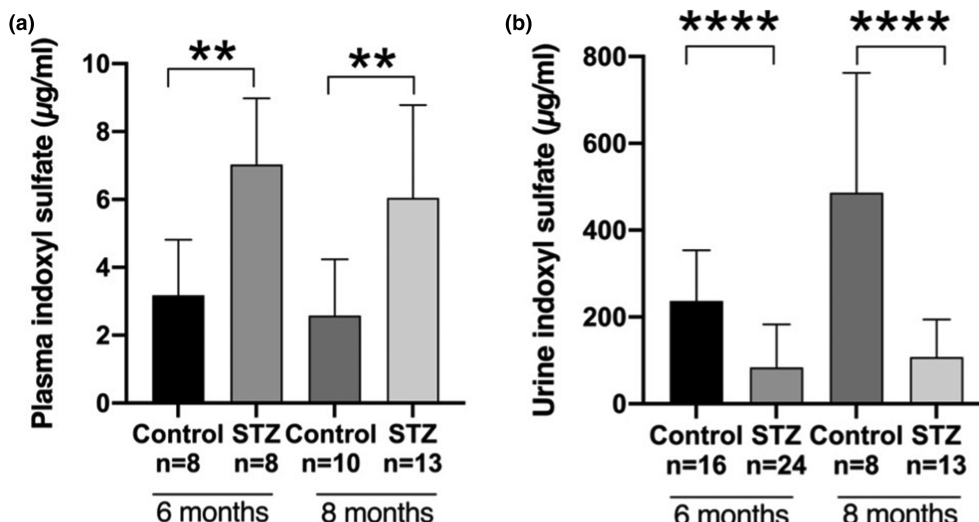 (a)
** **
Plasma indoxyl sulfate (µg/ml)
10
8
6
4
2
0
Control STZ Control STZ
n=8 n=8 n=10 n=13
6 months 8 months
(b)
**** ****
Urine indoxyl sulfate (µg/ml)
800
600
400
200
0
Control STZ Control STZ
n=16 n=24 n=8 n=13
6 months 8 months